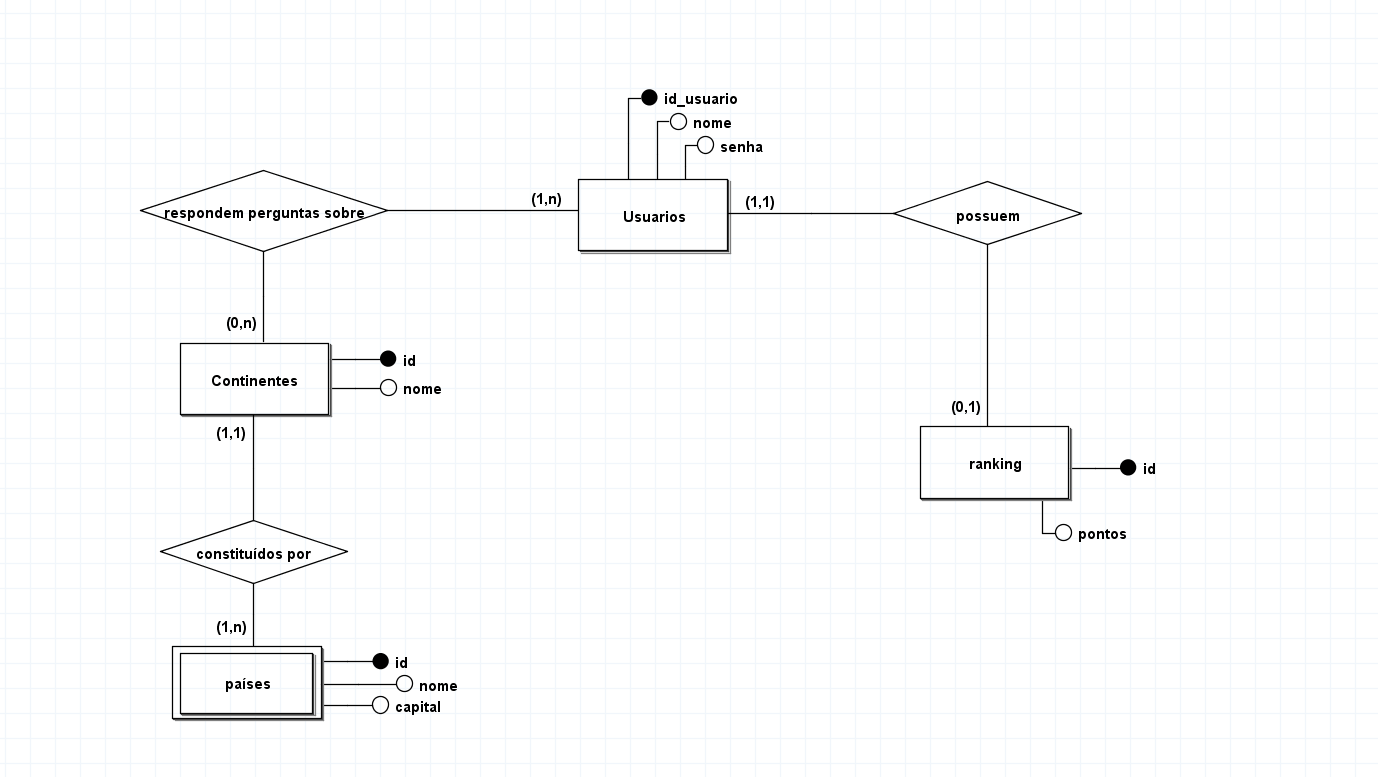 id_usuario
nome
senha
respondem perguntas sobre
(1,n)
Usuarios
(1,1)
possuem
(0,n)
Continentes
id
nome
(1,1)
(0,1)
ranking
id
pontos
constituídos por
(1,n)
países
id
nome
capital